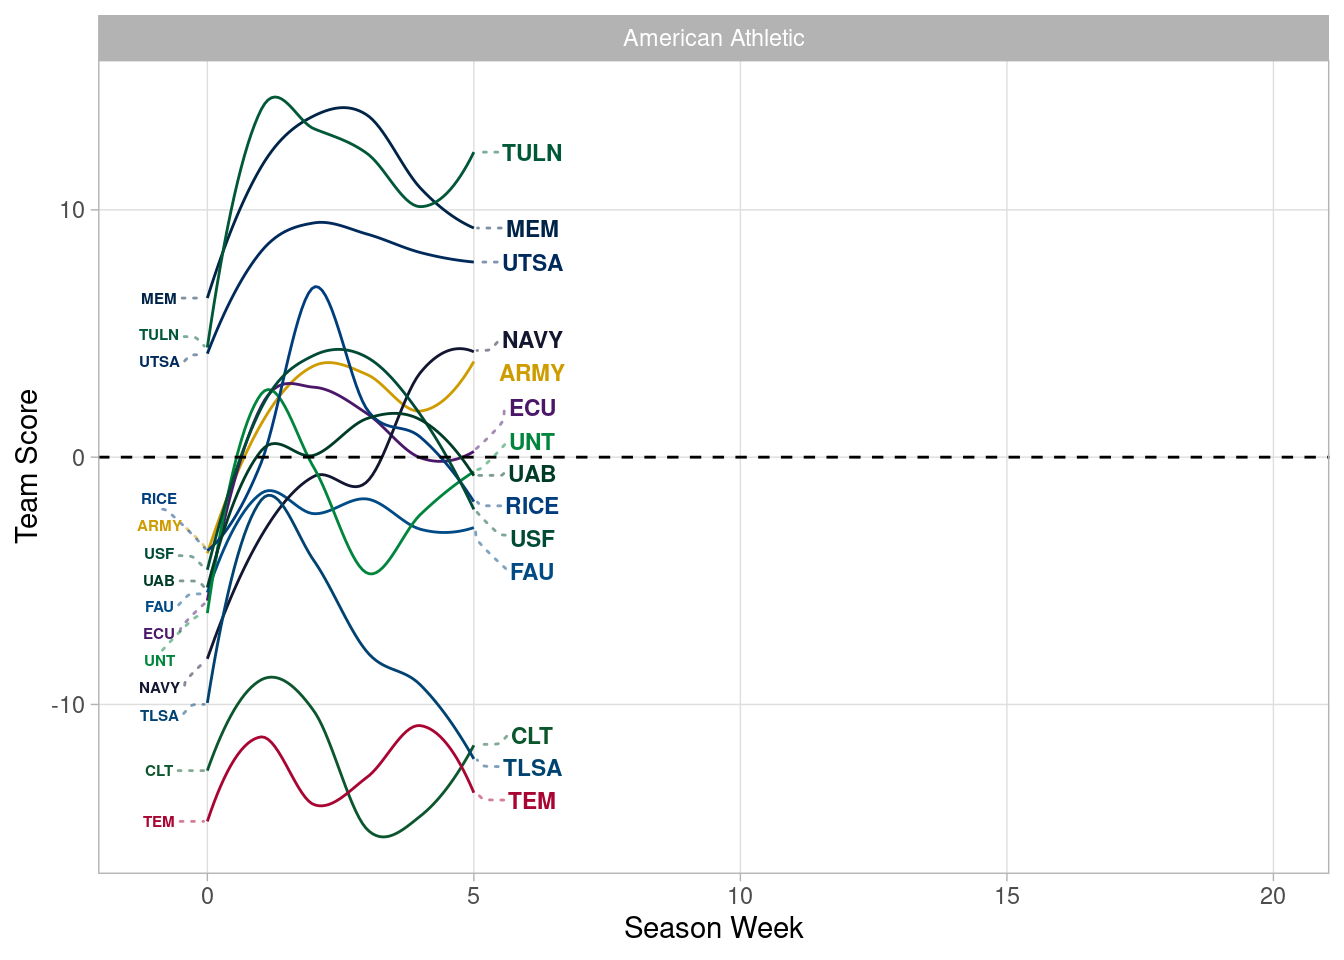 American Athletic
TULN
10
MEM
UTSA
MEM
TULN
UTSA
NAVY
ARMY
ECU
UNT
0
UAB
RICE
RICE
ARMY
USF
USF
UAB
FAU
FAU
ECU
UNT
NAVY
-10
TLSA
CLT
TLSA
CLT
TEM
TEM
0
5
10
15
20
Season Week
Team Score